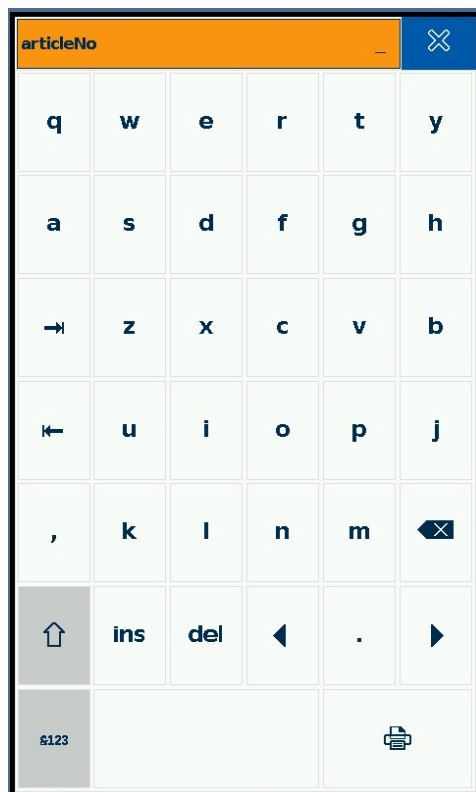 articleNo _
q w e r t y
a s d f g h
z x c v b
u i o p j
, k l n m
ins del .
&123